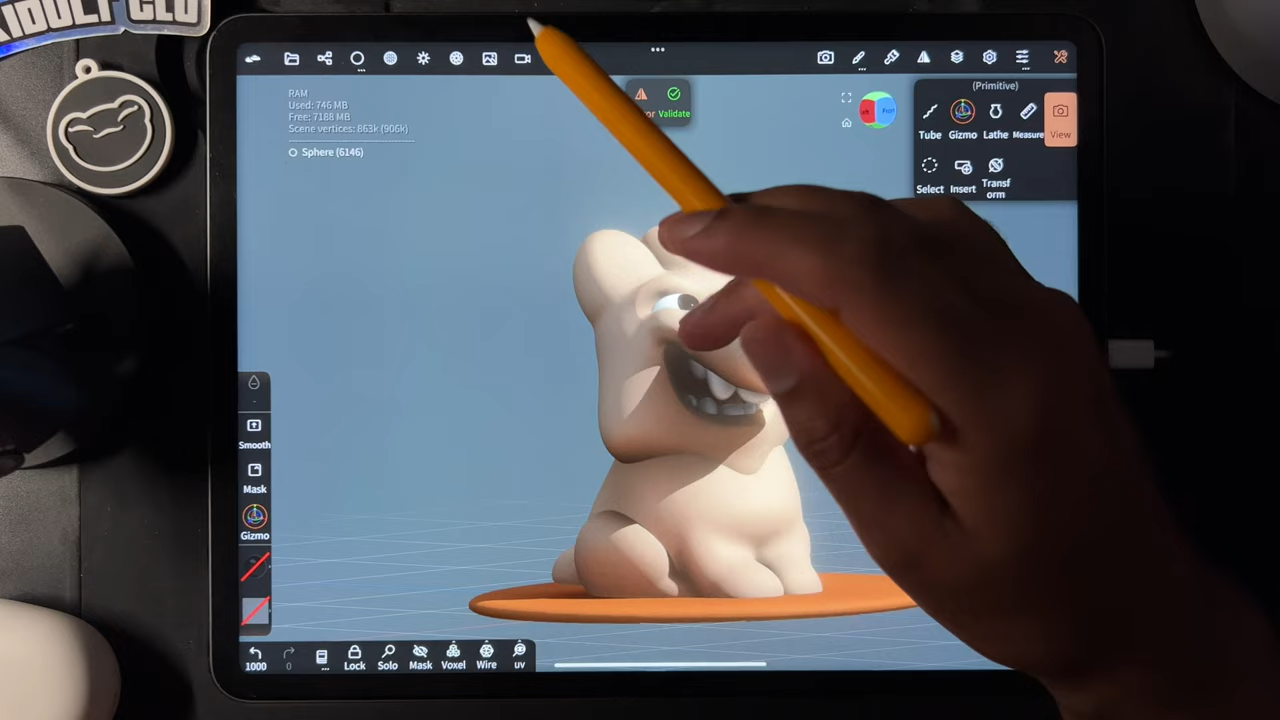 RAM
Used: 746 MB
Free: 7188 MB
Scene vertices: 863k (906k)
Sphere (6146)
Validate
Front
(Primitive)
Tube
Gizmo
Lathe
Measure
View
Select
Insert
Transf
orm
Smooth
Mask
Gizmo
1000
0
Lock
Solo
Mask
Voxel
Wire
uv